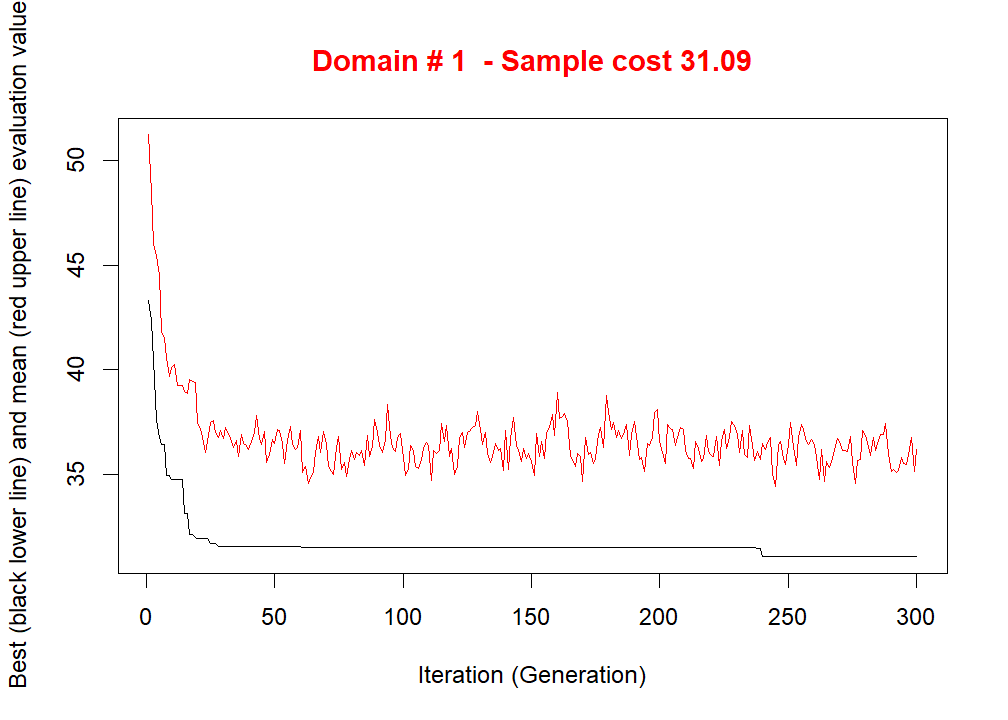 Domain # 1  - Sample cost 31.09
Best (black lower line) and mean (red upper line) evaluation value
50
45
40
35
0 50 100 150 200 250 300
Iteration (Generation)